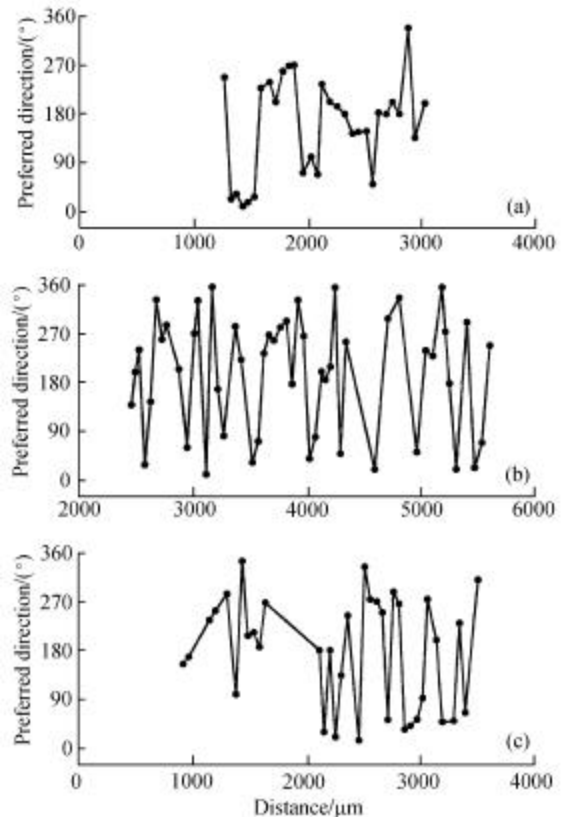 Preferred direction/(°)
360
270
180
90
0
(a)
0 1000 2000 3000 4000
Preferred direction/(°)
360
270
180
90
0
(b)
2000 3000 4000 5000 6000
Preferred direction/(°)
360
270
180
90
0
(c)
0 1000 2000 3000 4000
Distance/μm